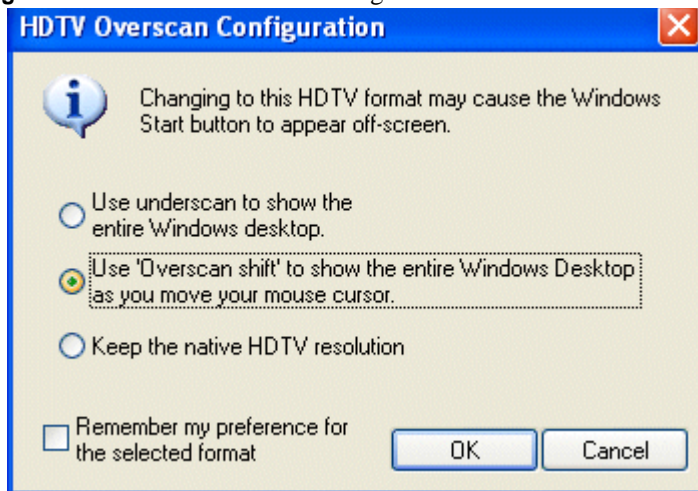 HDTV Overscan Configuration
Changing to this HDTV format may cause the Windows
Start button to appear off-screen.
Use underscan to show the
entire Windows desktop.
Use 'Overscan shift' to show the entire Windows Desktop
as you move your mouse cursor.
Keep the native HDTV resolution
Remember my preference for
the selected format
OK
Cancel